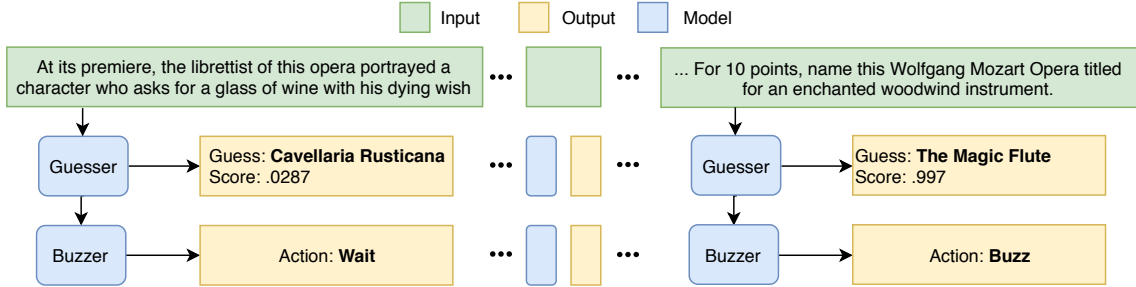 Input
Output
Model
At its premiere, the librettist of this opera portrayed a
character who asks for a glass of wine with his dying wish
... For 10 points, name this Wolfgang Mozart Opera titled
for an enchanted woodwind instrument.
Guesser
Guess: Cavellaria Rusticana
Score: .0287
Guesser
Guess: The Magic Flute
Score: .997
Buzzer
Action: Wait
Buzzer
Action: Buzz